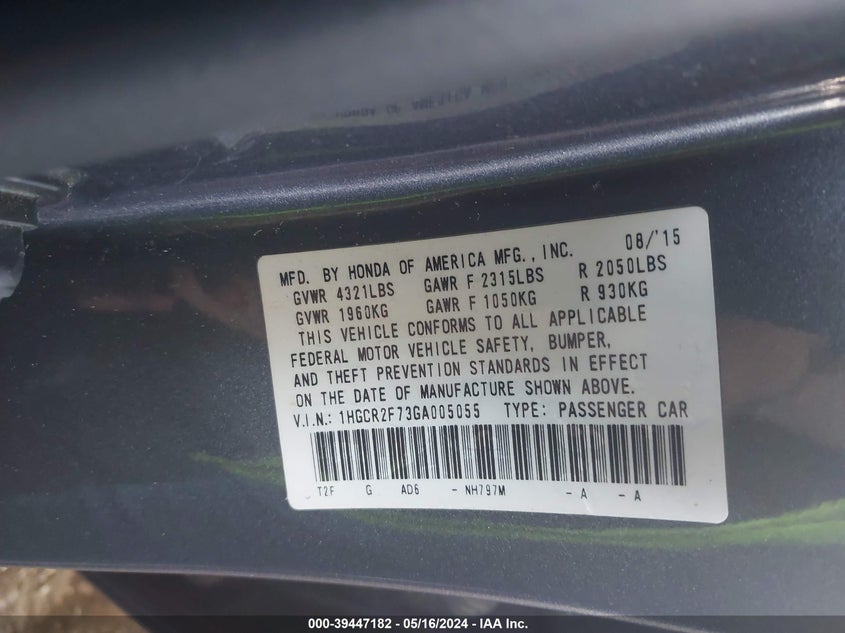 MFD. BY HONDA OF AMERICA MFG., INC. 08/'15
GVWR 4321LBS GAWR F 2315LBS R 2050LBS
GVWR 1960KG GAWR F 1050KG R 930KG
THIS VEHICLE CONFORMS TO ALL APPLICABLE
FEDERAL MOTOR VEHICLE SAFETY, BUMPER,
AND THEFT PREVENTION STANDARDS IN EFFECT
ON THE DATE OF MANUFACTURE SHOWN ABOVE.
V.I.N.: 1HGCR2F73GA005055 TYPE: PASSENGER CAR
T2F G AD6 - NH797M - A - A
000-39447182 - 05/16/2024 - IAA Inc.